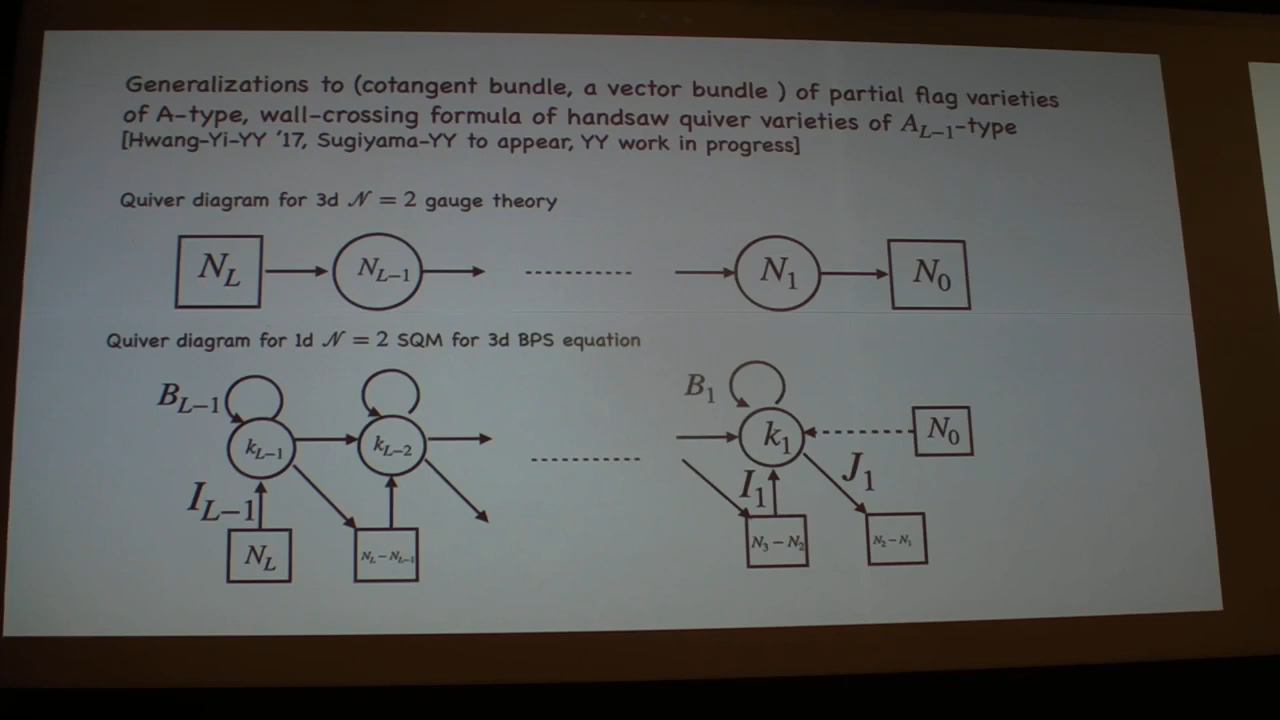 Generalizations to (cotangent bundle, a vector bundle ) of partial flag varieties
of A-type, wall-crossing formula of handsaw quiver varieties of A_{L−1}-type
[Hwang-Yi-YY '17, Sugiyama-YY to appear, YY work in progress]
Quiver diagram for 3d 𝒩 = 2 gauge theory
N_L N_{L−1} N_1 N_0
Quiver diagram for 1d 𝒩 = 2 SQM for 3d BPS equation
B_{L−1} B_1
k_{L−1} k_{L−2} k_1 N_0
I_{L−1} I_1 J_1
N_L N_L − N_{L−1} N_3 − N_2 N_2 − N_1